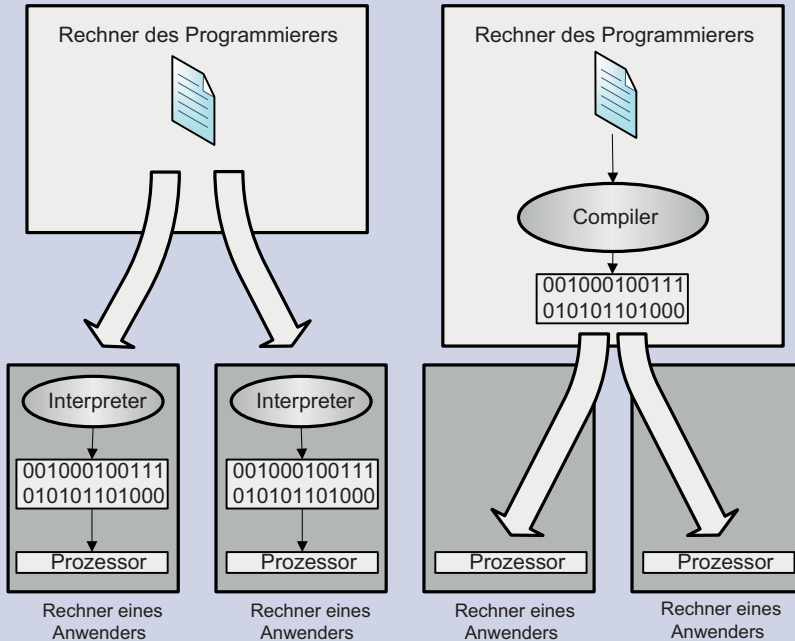 Rechner des Programmierers
Interpreter
001000100111
010101101000
Prozessor
Rechner eines
Anwenders
Interpreter
001000100111
010101101000
Prozessor
Rechner eines
Anwenders
Rechner des Programmierers
Compiler
001000100111
010101101000
Prozessor
Rechner eines
Anwenders
Prozessor
Rechner eines
Anwenders